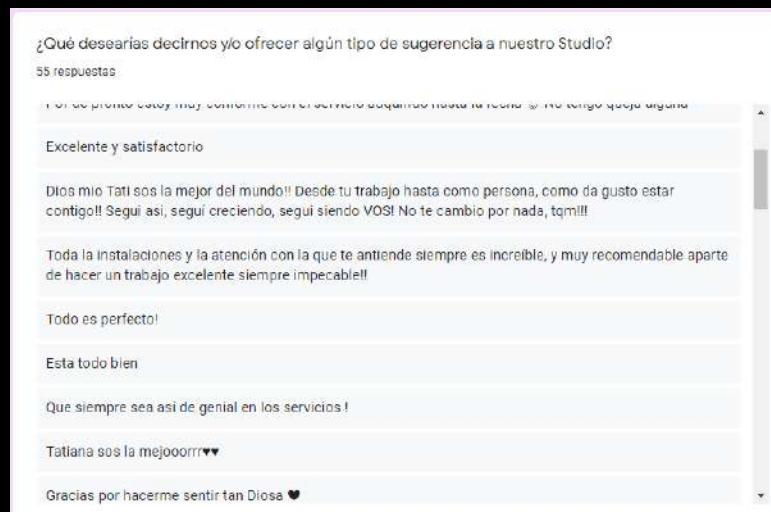 ¿Qué desearías decirnos y/o ofrecer algún tipo de sugerencia a nuestro Studio?
55 respuestas
Excelente y satisfactorio
Dios mio Tati sos la mejor del mundo!! Desde tu trabajo hasta como persona, como da gusto estar
contigo!! Segui asi, seguí creciendo, segui siendo VOS! No te cambio por nada, tqm!!!
Toda la instalaciones y la atención con la que te antiende siempre es increíble, y muy recomendable aparte
de hacer un trabajo excelente siempre impecable!!
Todo es perfecto!
Esta todo bien
Que siempre sea asi de genial en los servicios !
Tatiana sos la mejooorrr♥♥
Gracias por hacerme sentir tan Diosa ♥